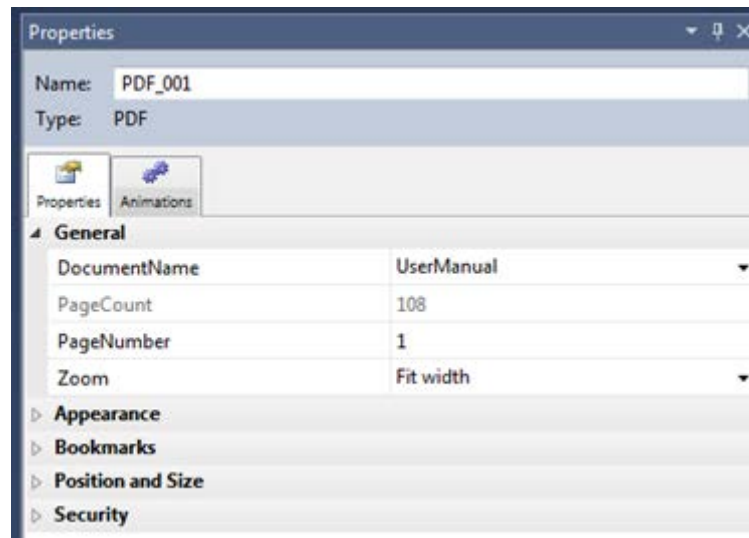 Properties
Name: PDF_001
Type: PDF
Properties Animations
General
DocumentName UserManual
PageCount 108
PageNumber 1
Zoom Fit width
Appearance
Bookmarks
Position and Size
Security